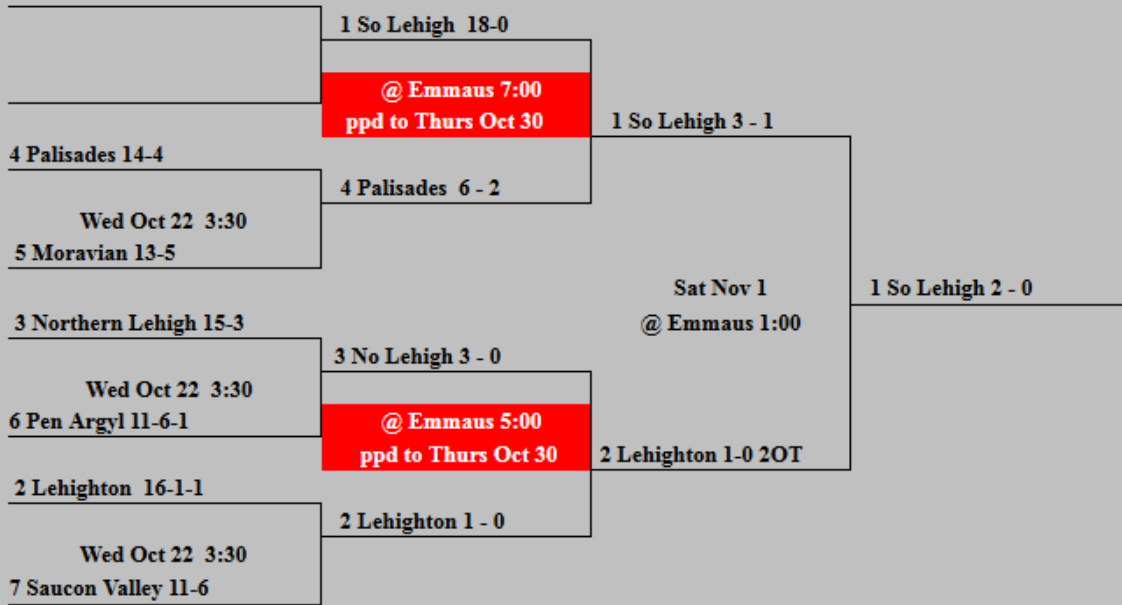 1 So Lehigh 18-0
@ Emmaus 7:00
ppd to Thurs Oct 30
1 So Lehigh 3 - 1
4 Palisades 14-4
4 Palisades 6 - 2
Wed Oct 22 3:30
5 Moravian 13-5
Sat Nov 1
1 So Lehigh 2 - 0
@ Emmaus 1:00
3 Northern Lehigh 15-3
3 No Lehigh 3 - 0
Wed Oct 22 3:30
6 Pen Argyl 11-6-1
@ Emmaus 5:00
ppd to Thurs Oct 30
2 Lehighton 1-0 2OT
2 Lehighton 16-1-1
2 Lehighton 1 - 0
Wed Oct 22 3:30
7 Saucon Valley 11-6